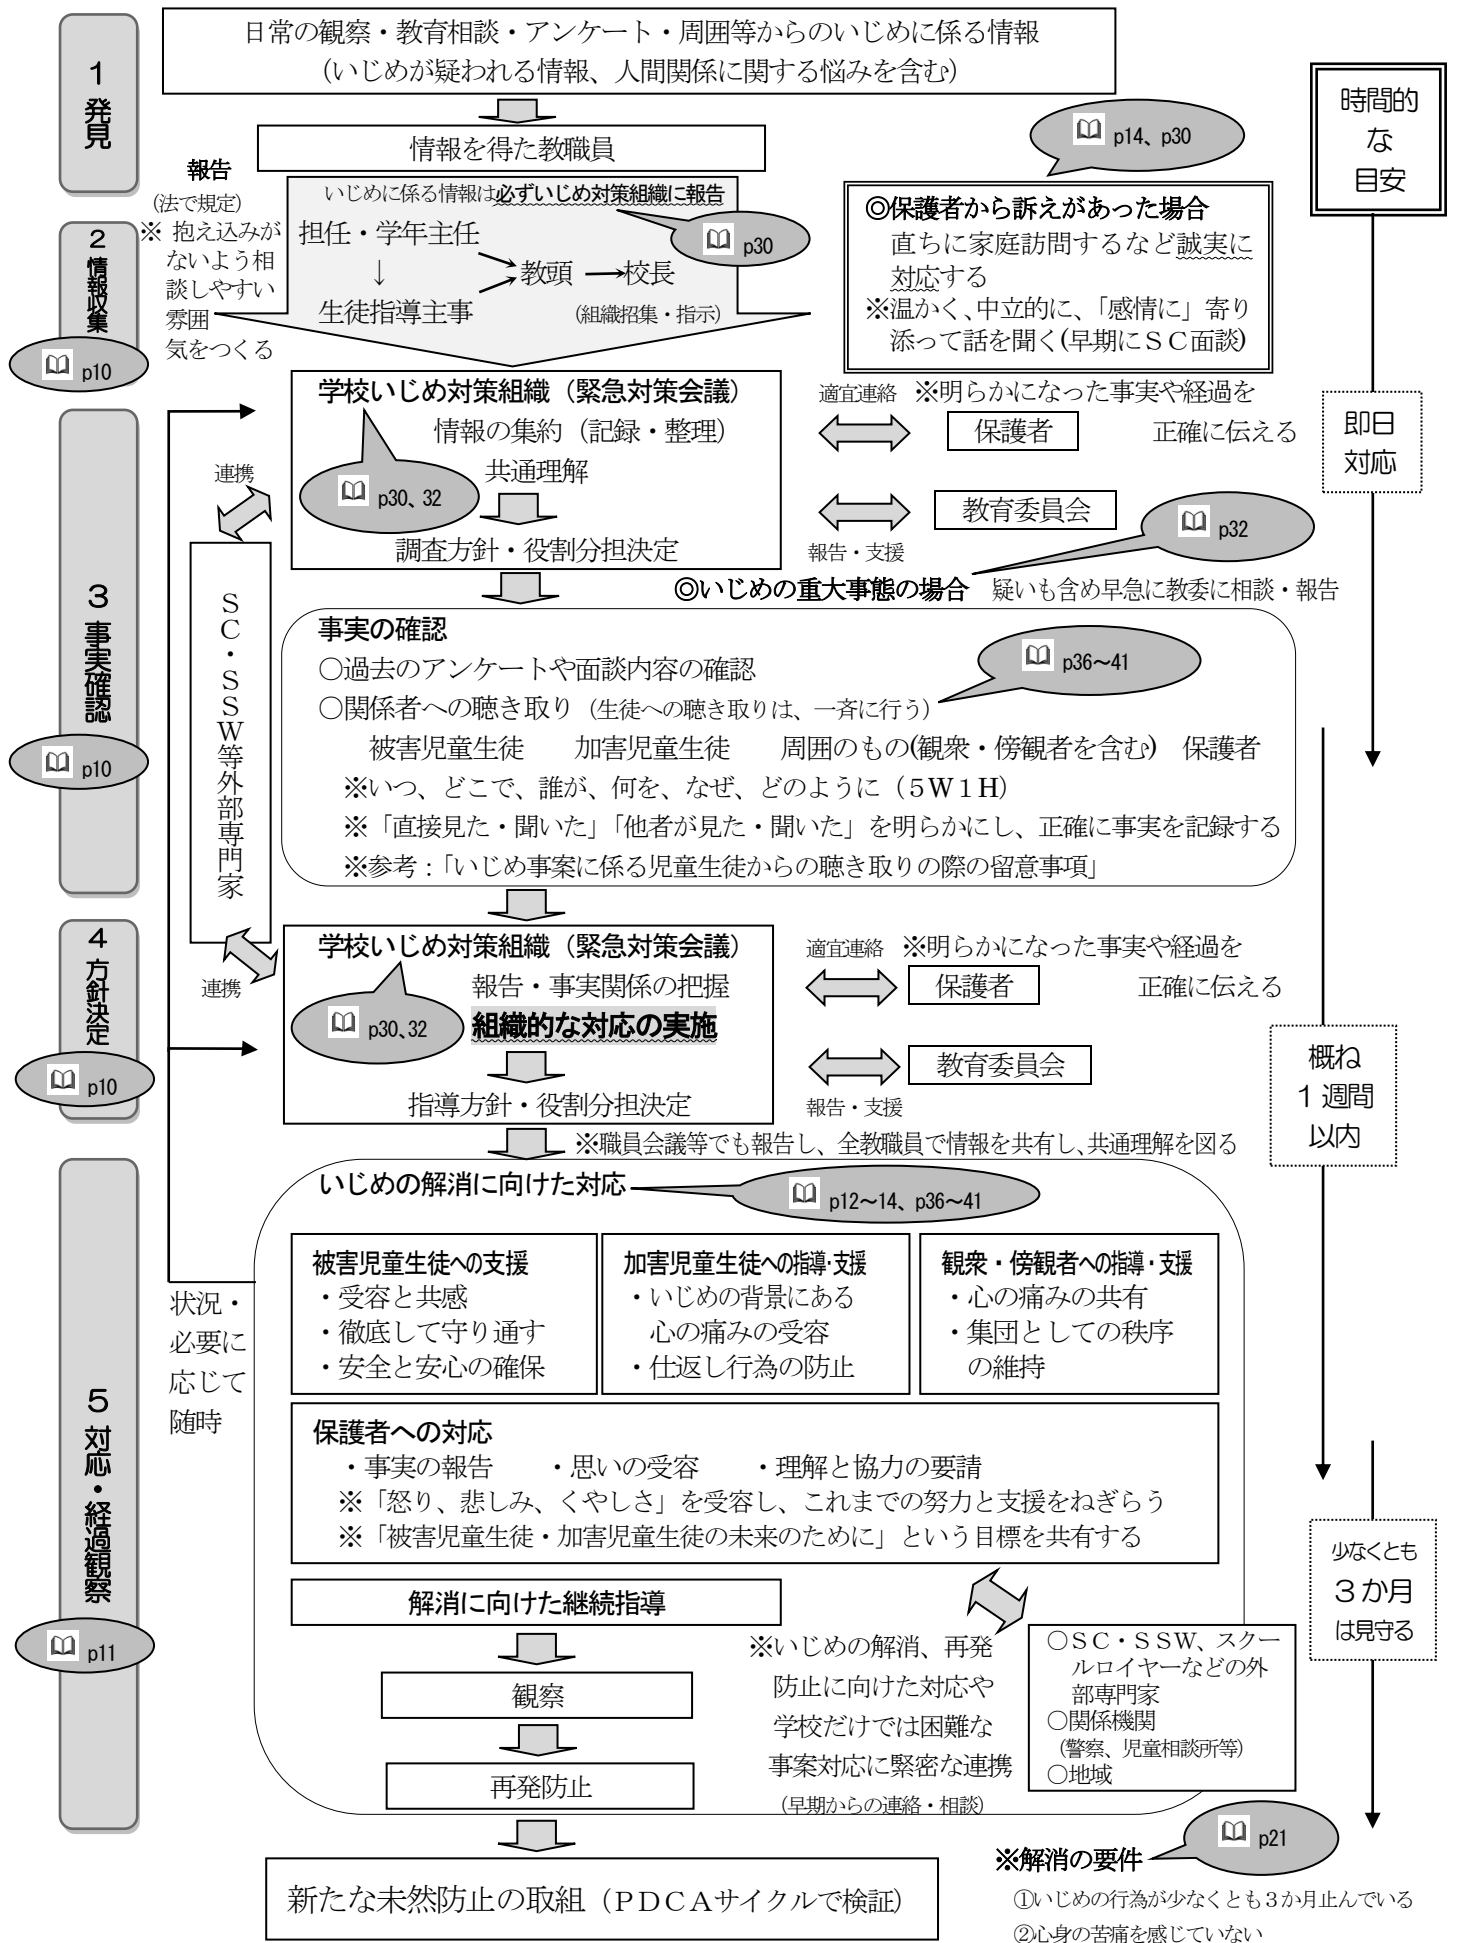 日常の観察・教育相談・アンケート・周囲等からのいじめに係る情報
（いじめが疑われる情報、人間関係に関する悩みを含む）
1 発見
時間的
な
目安
p14、p30
情報を得た教職員
報告
（法で規定）
※ 抱え込みが
ないよう相
談しやすい
雰囲
気をつくる
いじめに係る情報は必ずいじめ対策組織に報告
担任・学年主任
↓
生徒指導主事
教頭
校長
（組織招集・指示）
p30
◎保護者から訴えがあった場合
直ちに家庭訪問するなど誠実に
対応する
※温かく、中立的に、「感情に」寄り
添って話を聞く(早期にＳＣ面談)
2 情報収集
p10
学校いじめ対策組織（緊急対策会議）
情報の集約（記録・整理）
共通理解
p30、32
調査方針・役割分担決定
適宜連絡
※明らかになった事実や経過を
正確に伝える
保護者
教育委員会
報告・支援
p32
即日
対応
連携
ＳＣ・ＳＳＷ等外部専門家
連携
◎いじめの重大事態の場合 疑いも含め早急に教委に相談・報告
3 事実確認
p10
事実の確認
○過去のアンケートや面談内容の確認
○関係者への聴き取り（生徒への聴き取りは、一斉に行う）
p36～41
被害児童生徒 加害児童生徒 周囲のもの(観衆・傍観者を含む) 保護者
※いつ、どこで、誰が、何を、なぜ、どのように（５Ｗ１Ｈ）
※「直接見た・聞いた」「他者が見た・聞いた」を明らかにし、正確に事実を記録する
※参考：「いじめ事案に係る児童生徒からの聴き取りの際の留意事項」
4 方針決定
p10
学校いじめ対策組織（緊急対策会議）
報告・事実関係の把握
組織的な対応の実施
p30、32
指導方針・役割分担決定
適宜連絡
※明らかになった事実や経過を
正確に伝える
保護者
教育委員会
報告・支援
概ね
1 週間
以内
※職員会議等でも報告し、全教職員で情報を共有し、共通理解を図る
5 対応・経過観察
p11
状況・
必要に
応じて
随時
いじめの解消に向けた対応
p12～14、p36～41
被害児童生徒への支援
・受容と共感
・徹底して守り通す
・安全と安心の確保
加害児童生徒への指導・支援
・いじめの背景にある
心の痛みの受容
・仕返し行為の防止
観衆・傍観者への指導・支援
・心の痛みの共有
・集団としての秩序
の維持
保護者への対応
・事実の報告 ・思いの受容 ・理解と協力の要請
※「怒り、悲しみ、くやしさ」を受容し、これまでの努力と支援をねぎらう
※「被害児童生徒・加害児童生徒の未来のために」という目標を共有する
少なくとも
３か月
は見守る
解消に向けた継続指導
観察
再発防止
※いじめの解消、再発
防止に向けた対応や
学校だけでは困難な
事案対応に緊密な連携
（早期からの連絡・相談）
○ＳＣ・ＳＳＷ、スクー
ルロイヤーなどの外
部専門家
○関係機関
（警察、児童相談所等）
○地域
p21
※解消の要件
①いじめの行為が少なくとも３か月止んでいる
②心身の苦痛を感じていない
新たな未然防止の取組（ＰＤＣＡサイクルで検証）